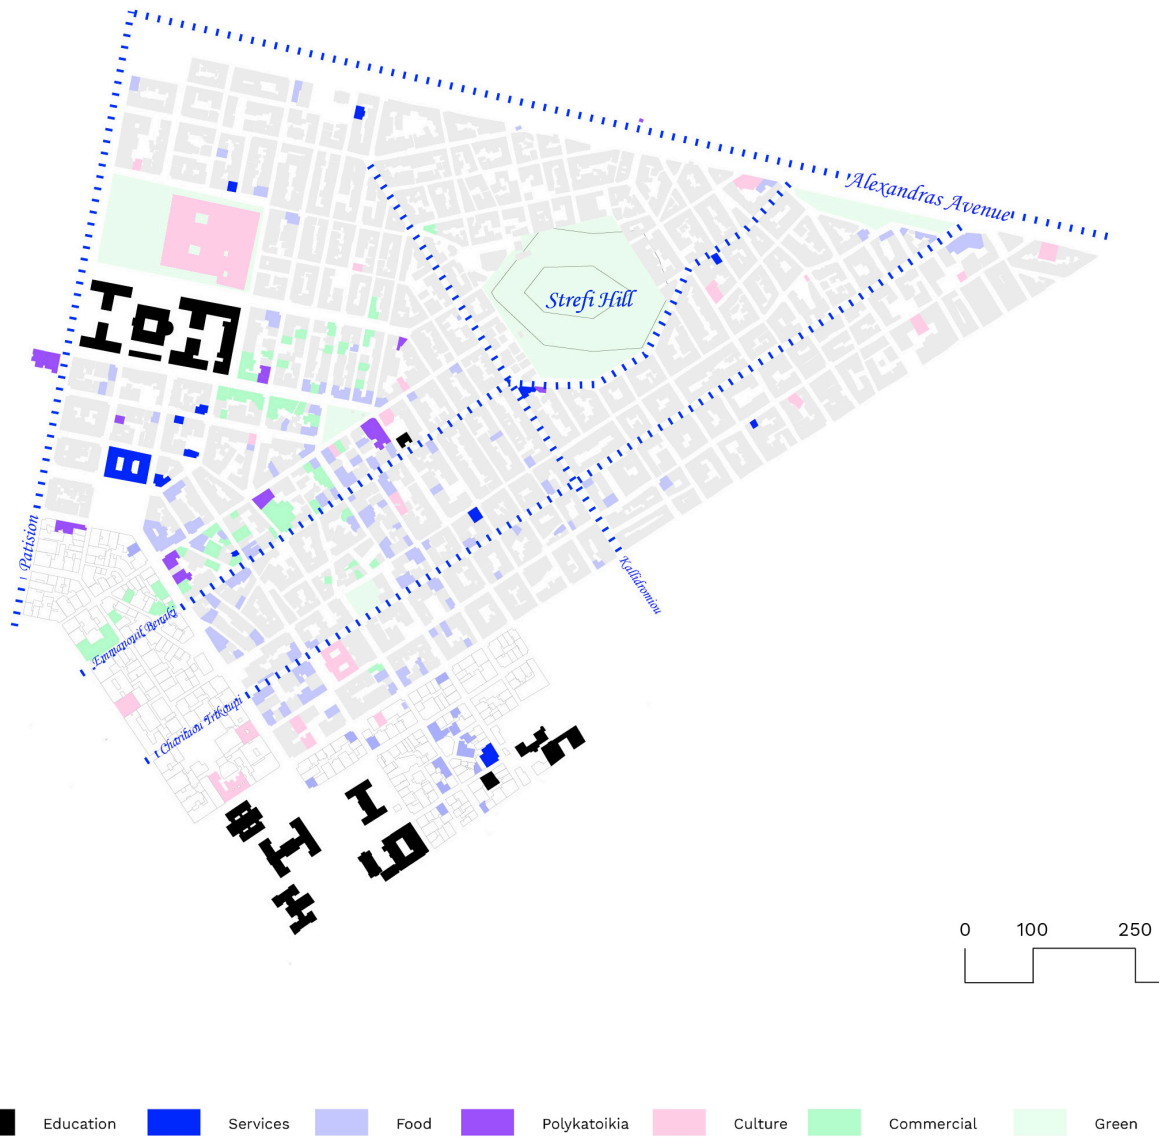 Alexandras Avenue
Strefi Hill
Patision
Kallidromiou
Emmanouil Benaki
Charilaou Trikoupi
0 100 250
Education Services Food Polykatoikia Culture Commercial Green